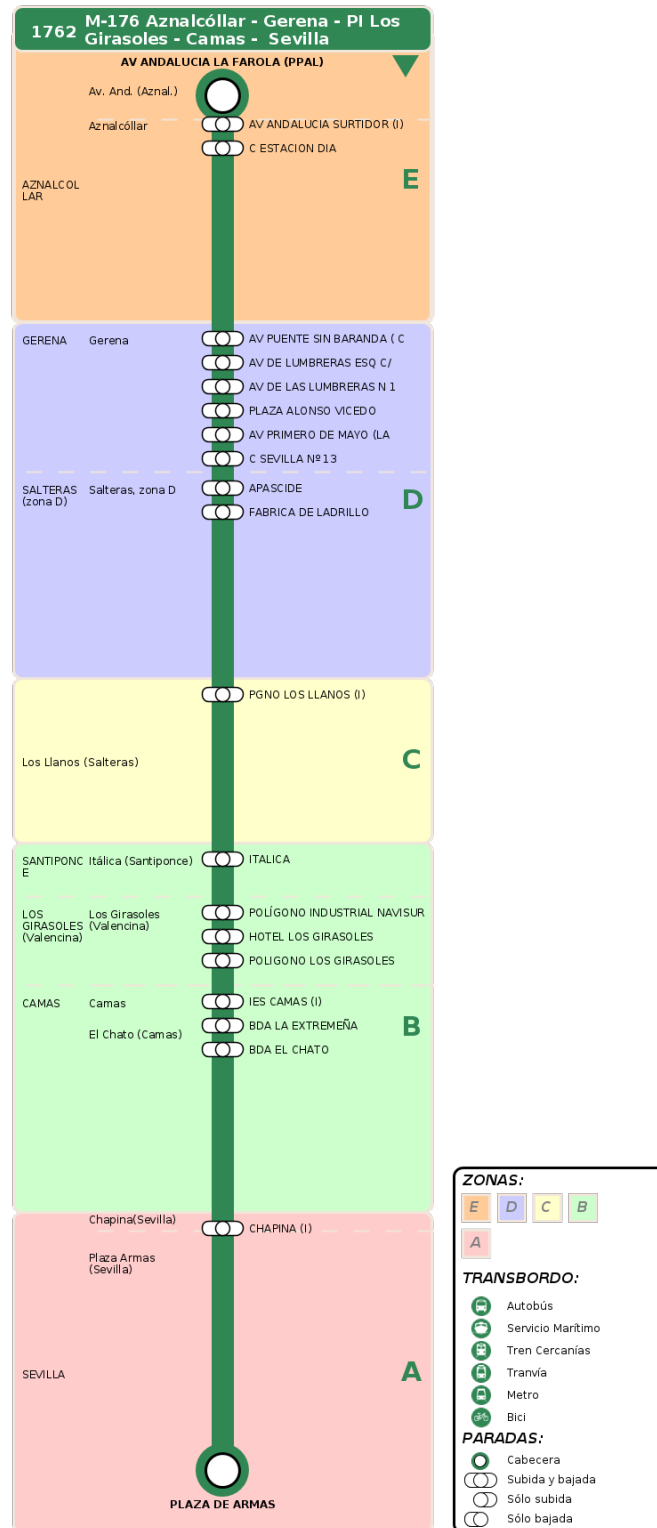 1762
M-176 Aznalcóllar - Gerena - PI Los
Girasoles - Camas -  Sevilla
AV ANDALUCIA LA FAROLA (PPAL)
Av. And. (Aznal.)
Aznalcóllar
AV ANDALUCIA SURTIDOR (I)
C ESTACION DIA
AZNALCOL
LAR
E
GERENA
Gerena
AV PUENTE SIN BARANDA ( C
AV DE LUMBRERAS ESQ C/
AV DE LAS LUMBRERAS N 1
PLAZA ALONSO VICEDO
AV PRIMERO DE MAYO (LA
C SEVILLA Nº13
SALTERAS
(zona D)
Salteras, zona D
APASCIDE
FABRICA DE LADRILLO
D
PGNO LOS LLANOS (I)
Los Llanos (Salteras)
C
SANTIPONC
E
Itálica (Santiponce)
ITALICA
LOS
GIRASOLES
(Valencina)
Los Girasoles
(Valencina)
POLÍGONO INDUSTRIAL NAVISUR
HOTEL LOS GIRASOLES
POLIGONO LOS GIRASOLES
CAMAS
Camas
El Chato (Camas)
IES CAMAS (I)
BDA LA EXTREMEÑA
BDA EL CHATO
B
Chapina(Sevilla)
CHAPINA (I)
Plaza Armas
(Sevilla)
SEVILLA
A
PLAZA DE ARMAS
ZONAS:
E D C B
A
TRANSBORDO:
Autobús
Servicio Marítimo
Tren Cercanías
Tranvía
Metro
Bici
PARADAS:
Cabecera
Subida y bajada
Sólo subida
Sólo bajada